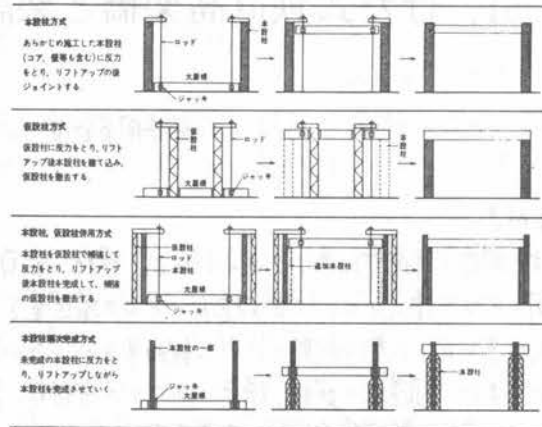 本設柱方式
あらかじめ施工した本設柱
(コア、壁等も含む)に反力
をとり、リフトアップの後
ジョイントする。
本設柱
ロッド
大屋根
ジャッキ
仮設柱方式
仮設柱に反力をとり、リフト
アップ後本設柱を建て込み、
仮設柱を撤去する。
仮設柱
ロッド
大屋根
ジャッキ
本設柱
本設柱、仮設柱併用方式
本設柱を仮設柱で補強して
反力をとり、リフトアップ
後本設柱を完成して、補強
の仮設柱を撤去する。
仮設柱
ロッド
本設柱
大屋根
ジャッキ
追加本設柱
本設柱順次完成方式
未完成の本設柱に反力をと
り、リフトアップしながら
本設柱を完成させていく
本設柱の一部
ジャッキ
大屋根
本設柱